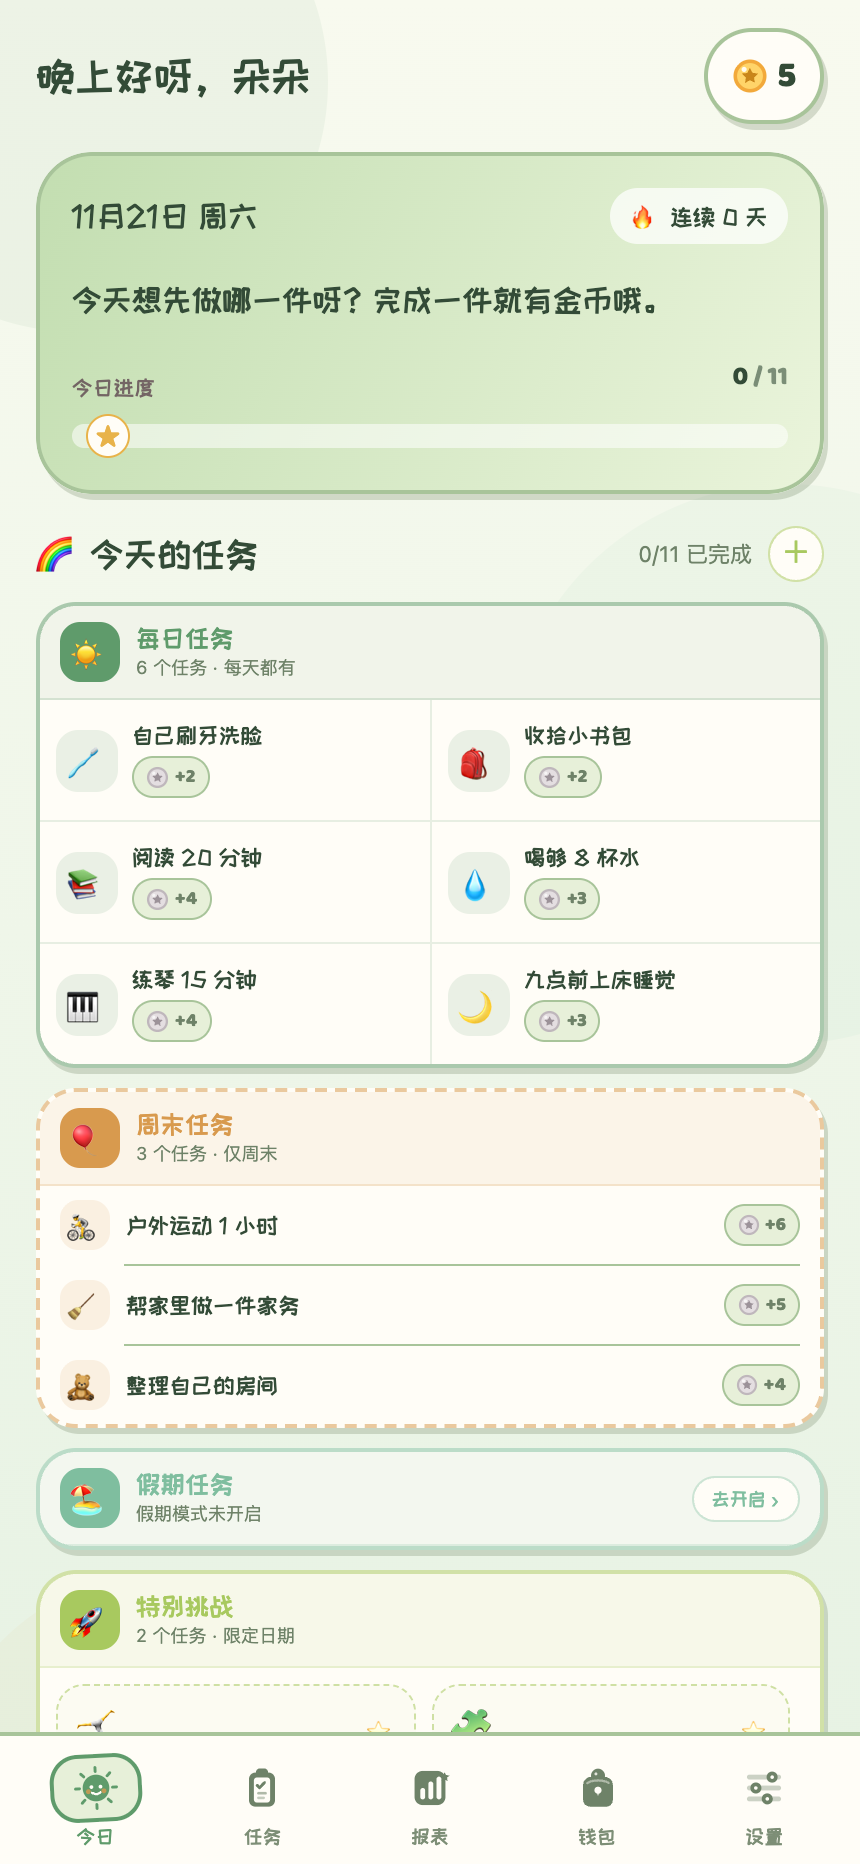 晚上好呀，朵朵
5
11月21日 周六
连续 0 天
今天想先做哪一件呀？完成一件就有金币哦。
今日进度
0/11
今天的任务
0/11 已完成
每日任务
6 个任务 · 每天都有
自己刷牙洗脸
+2
收拾小书包
+2
阅读 20 分钟
+4
喝够 8 杯水
+3
练琴 15 分钟
+4
九点前上床睡觉
+3
周末任务
3 个任务 · 仅周末
户外运动 1 小时
+6
帮家里做一件家务
+5
整理自己的房间
+4
假期任务
假期模式未开启
去开启 ›
特别挑战
2 个任务 · 限定日期
今日
任务
报表
钱包
设置